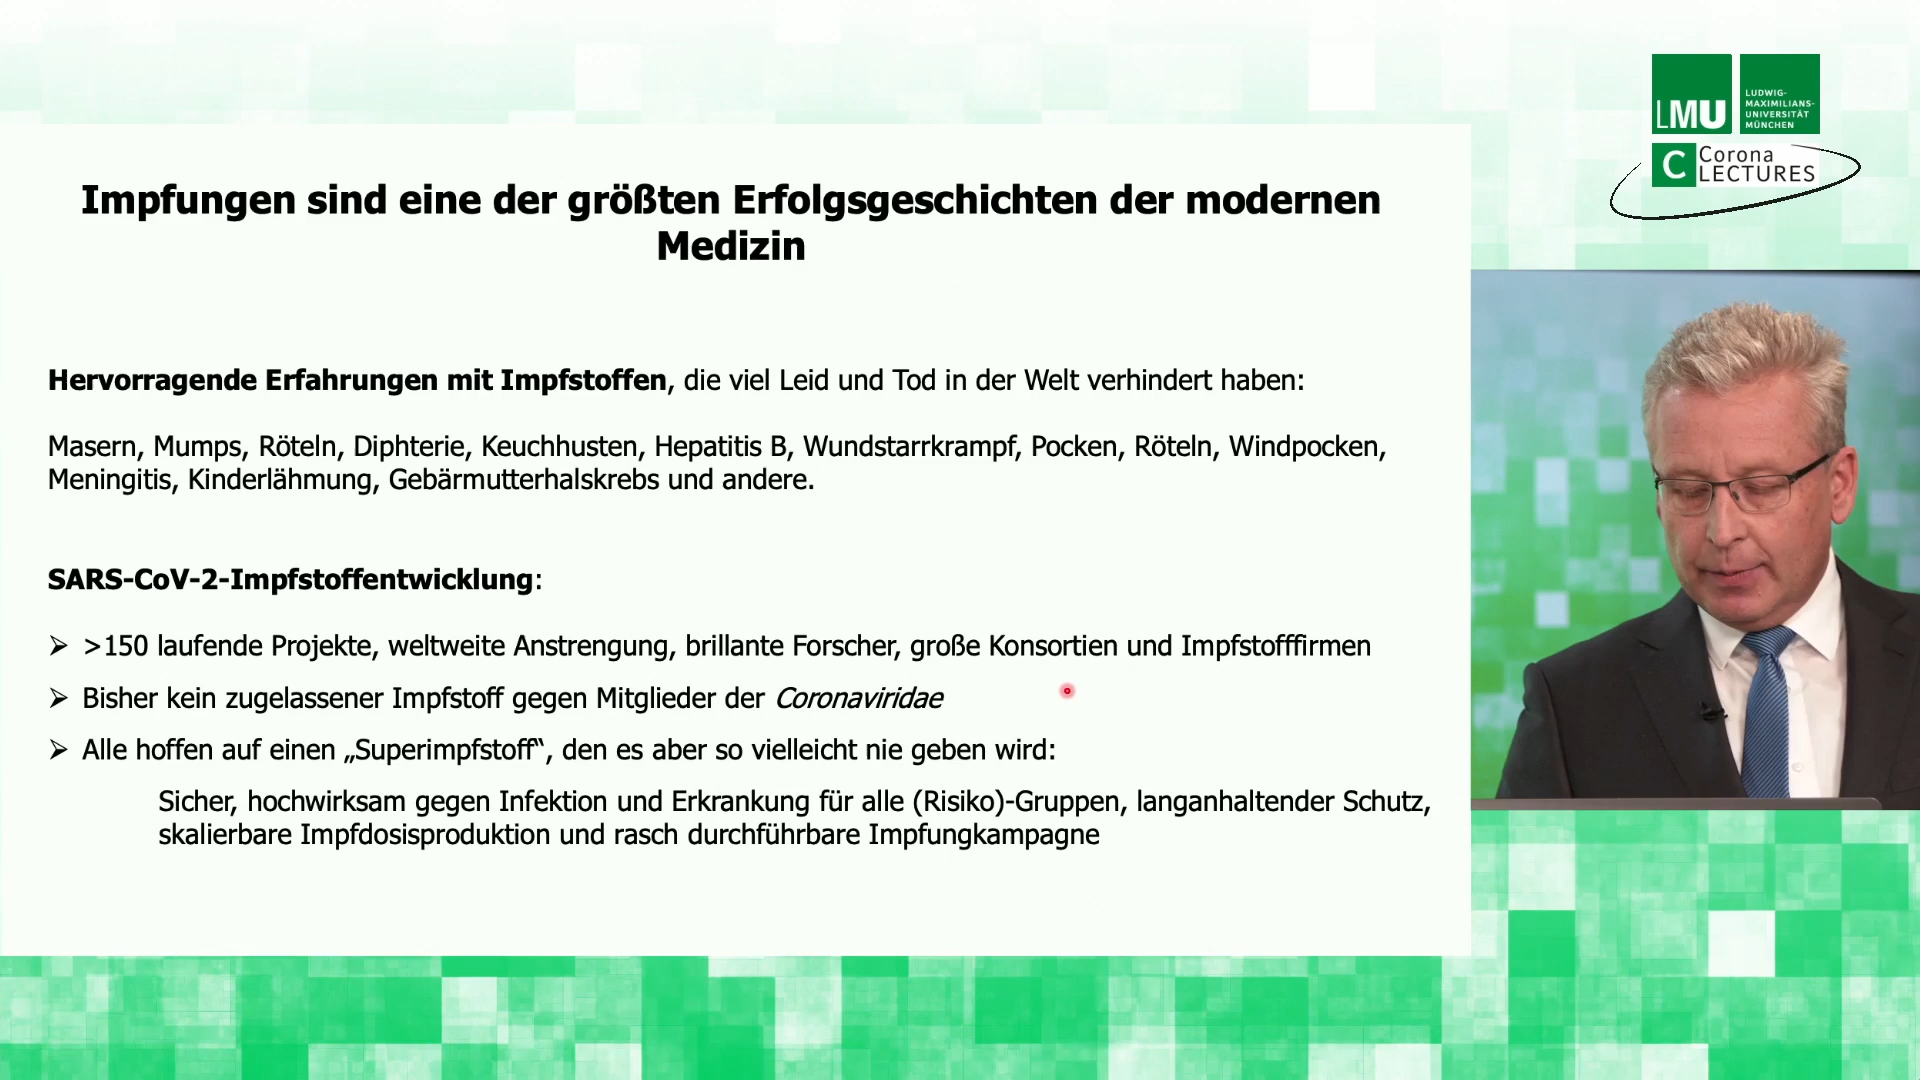 LMU
LUDWIG-
MAXIMILIANS-
UNIVERSITÄT
MÜNCHEN
C Corona
LECTURES
Impfungen sind eine der größten Erfolgsgeschichten der modernen
Medizin
Hervorragende Erfahrungen mit Impfstoffen, die viel Leid und Tod in der Welt verhindert haben:
Masern, Mumps, Röteln, Diphterie, Keuchhusten, Hepatitis B, Wundstarrkrampf, Pocken, Röteln, Windpocken,
Meningitis, Kinderlähmung, Gebärmutterhalskrebs und andere.
SARS-CoV-2-Impfstoffentwicklung:
➢ >150 laufende Projekte, weltweite Anstrengung, brillante Forscher, große Konsortien und Impfstofffirmen
➢ Bisher kein zugelassener Impfstoff gegen Mitglieder der Coronaviridae
➢ Alle hoffen auf einen „Superimpfstoff“, den es aber so vielleicht nie geben wird:
Sicher, hochwirksam gegen Infektion und Erkrankung für alle (Risiko)-Gruppen, langanhaltender Schutz,
skalierbare Impfdosisproduktion und rasch durchführbare Impfungkampagne